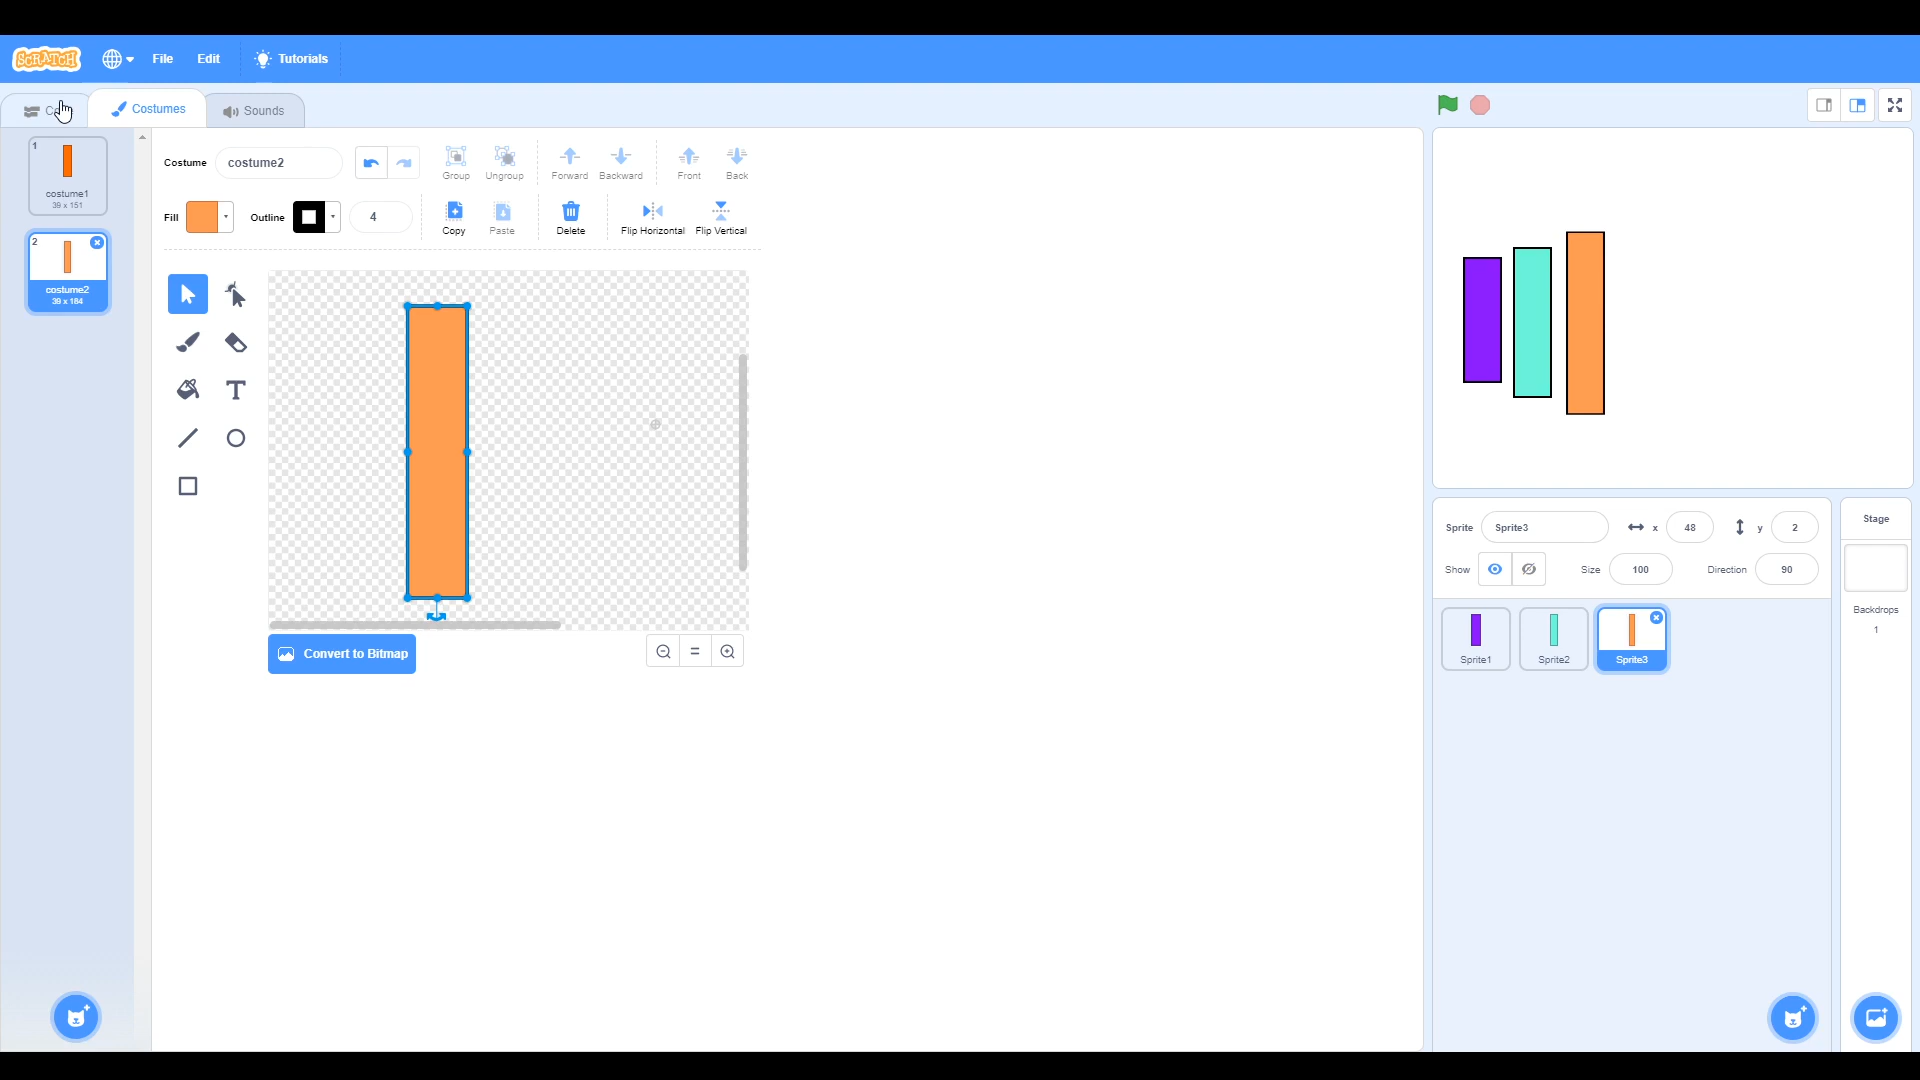 SCRATCH
File
Edit
Tutorials
Costumes
Sounds
1
costume1
39 x 151
2
costume2
39 x 184
Costume
costume2
Group
Ungroup
Forward
Backward
Front
Back
Fill
Outline
4
Copy
Paste
Delete
Flip Horizontal
Flip Vertical
T
Convert to Bitmap
Sprite
Sprite3
x
48
y
2
Show
Size
100
Direction
90
Sprite1
Sprite2
Sprite3
Stage
Backdrops
1